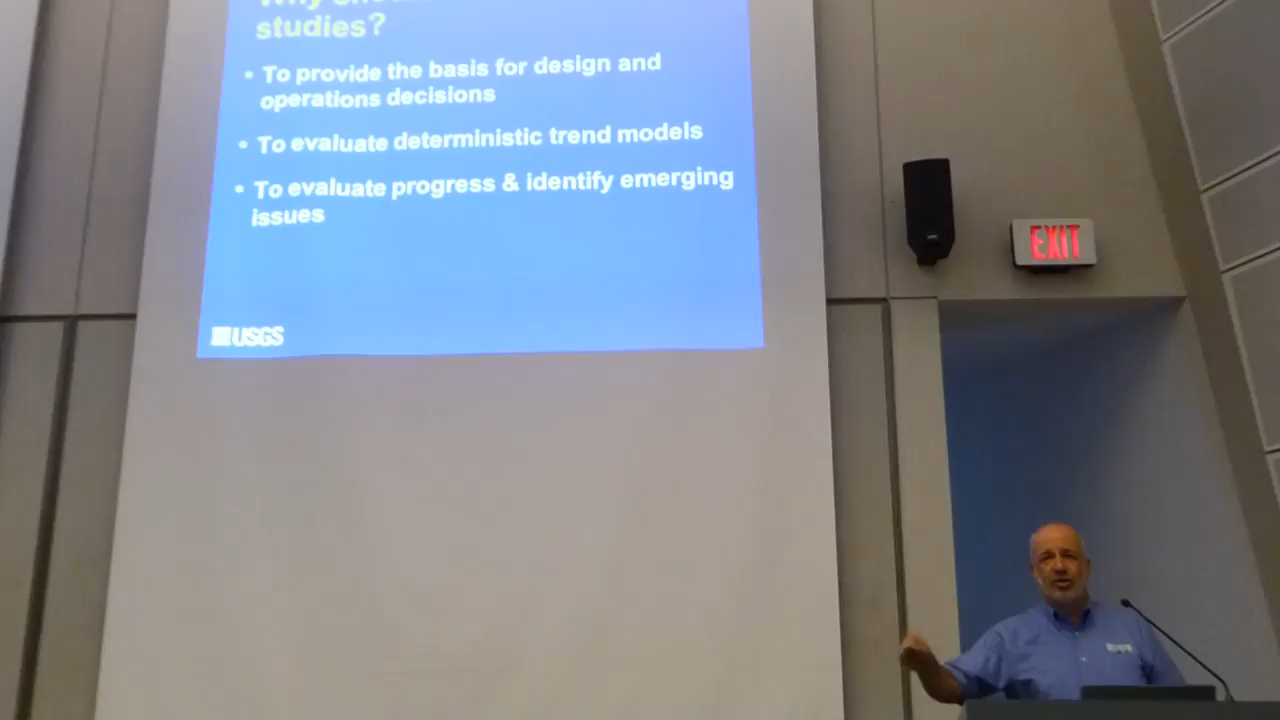 studies?
• To provide the basis for design and
operations decisions
• To evaluate deterministic trend models
• To evaluate progress & identify emerging
issues
USGS
EXIT